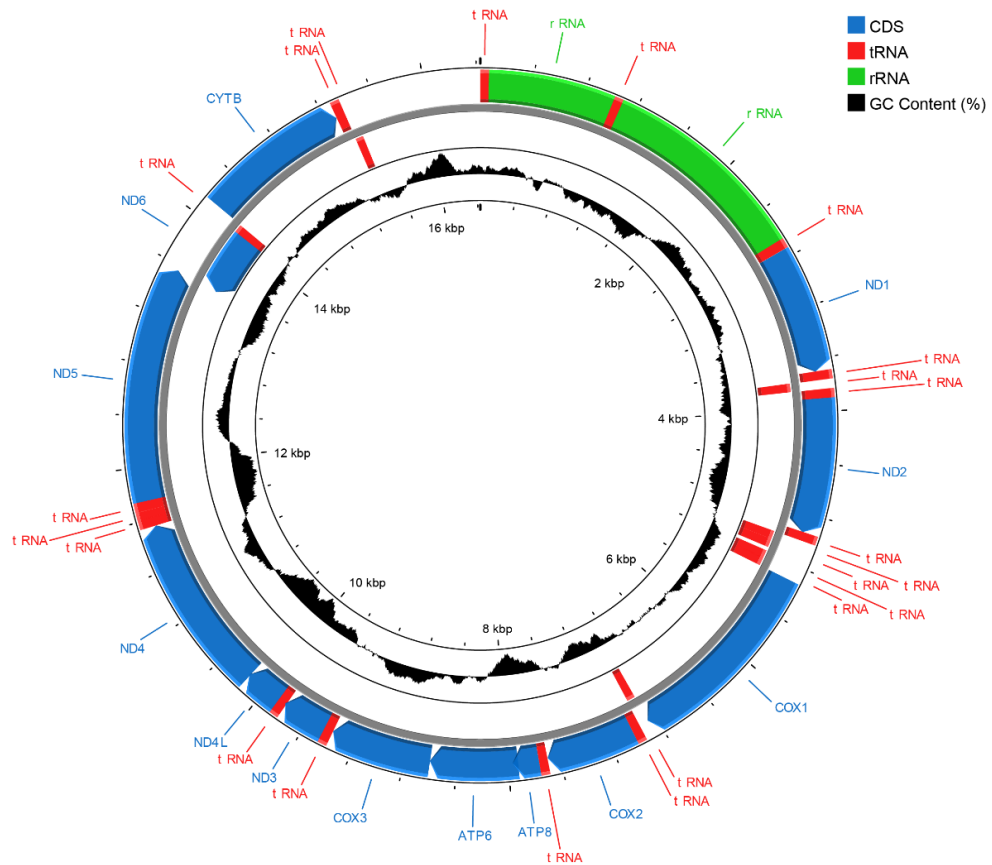 t RNA
r RNA
t RNA
t RNA
t RNA
CYTB
t RNA
ND6
ND5
t RNA
t RNA
t RNA
ND4
ND4L
t RNA
ND3
t RNA
COX3
ATP6
ATP8
t RNA
COX2
t RNA
t RNA
COX1
t RNA
t RNA
t RNA
t RNA
t RNA
ND2
t RNA
t RNA
t RNA
ND1
t RNA
r RNA
16 kbp
2 kbp
4 kbp
6 kbp
8 kbp
10 kbp
12 kbp
14 kbp
CDS
tRNA
rRNA
GC Content (%)